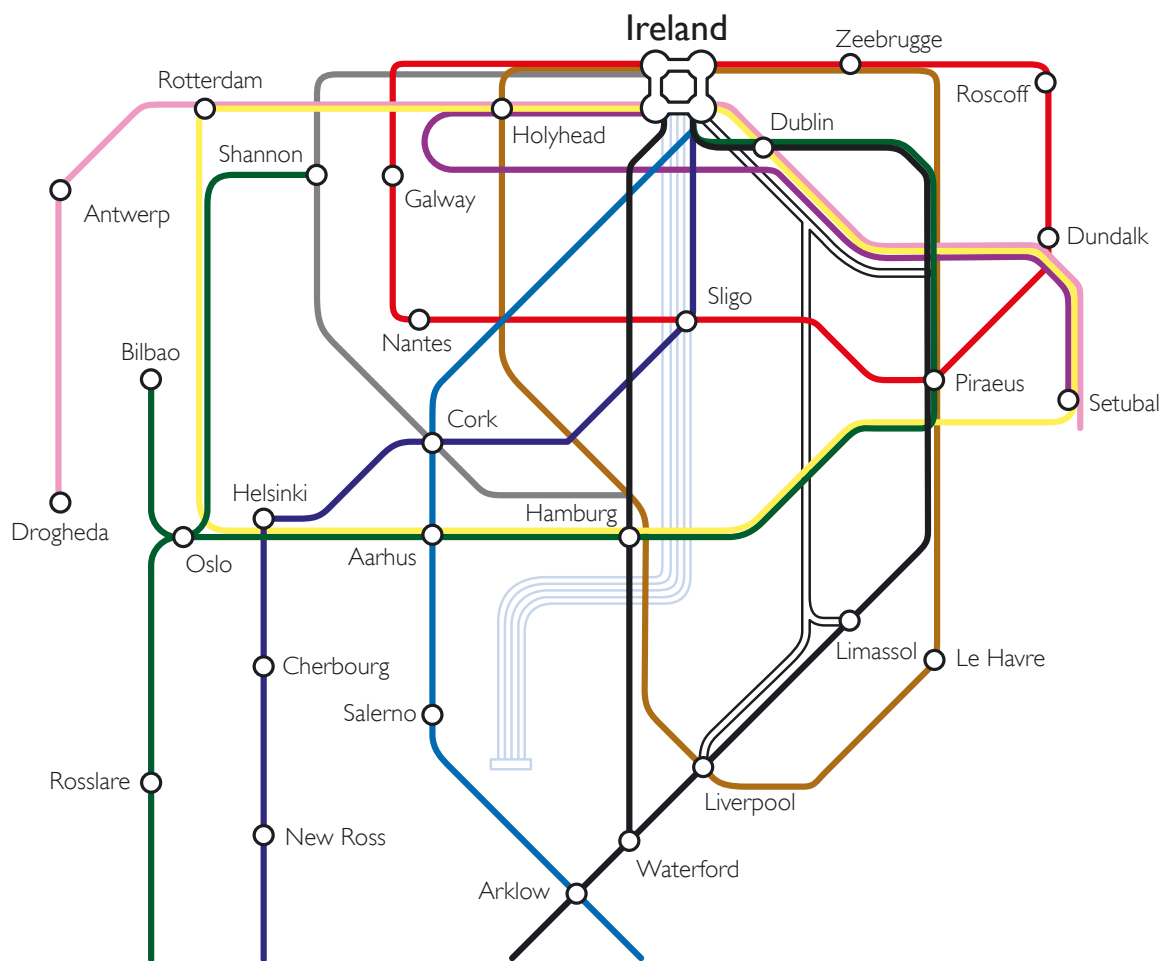 Ireland
Zeebrugge
Rotterdam
Roscoff
Holyhead
Dublin
Shannon
Antwerp
Galway
Dundalk
Sligo
Nantes
Bilbao
Piraeus
Setubal
Cork
Helsinki
Drogheda
Hamburg
Oslo
Aarhus
Limassol
Le Havre
Cherbourg
Salerno
Rosslare
Liverpool
New Ross
Waterford
Arklow